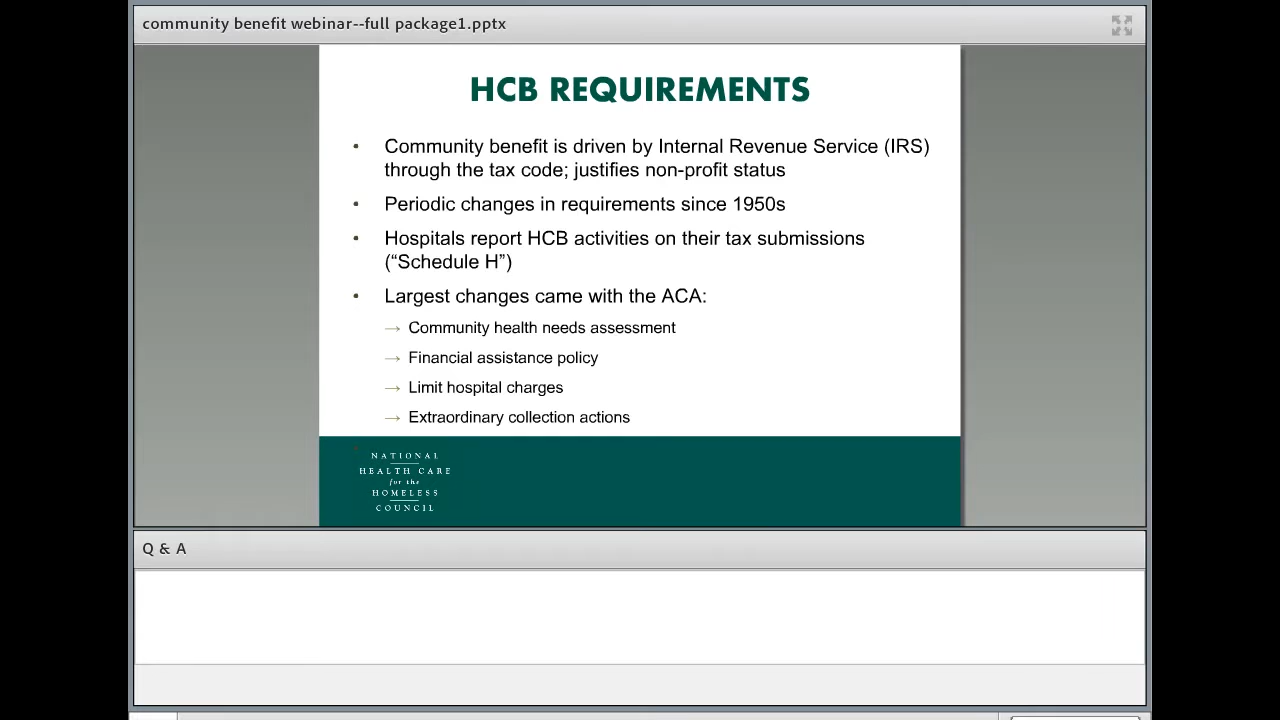 community benefit webinar--full package1.pptx
HCB REQUIREMENTS
• Community benefit is driven by Internal Revenue Service (IRS)
through the tax code; justifies non-profit status
• Periodic changes in requirements since 1950s
• Hospitals report HCB activities on their tax submissions
(“Schedule H”)
• Largest changes came with the ACA:
→ Community health needs assessment
→ Financial assistance policy
→ Limit hospital charges
→ Extraordinary collection actions
NATIONAL
HEALTH CARE
for the
HOMELESS
COUNCIL
Q & A